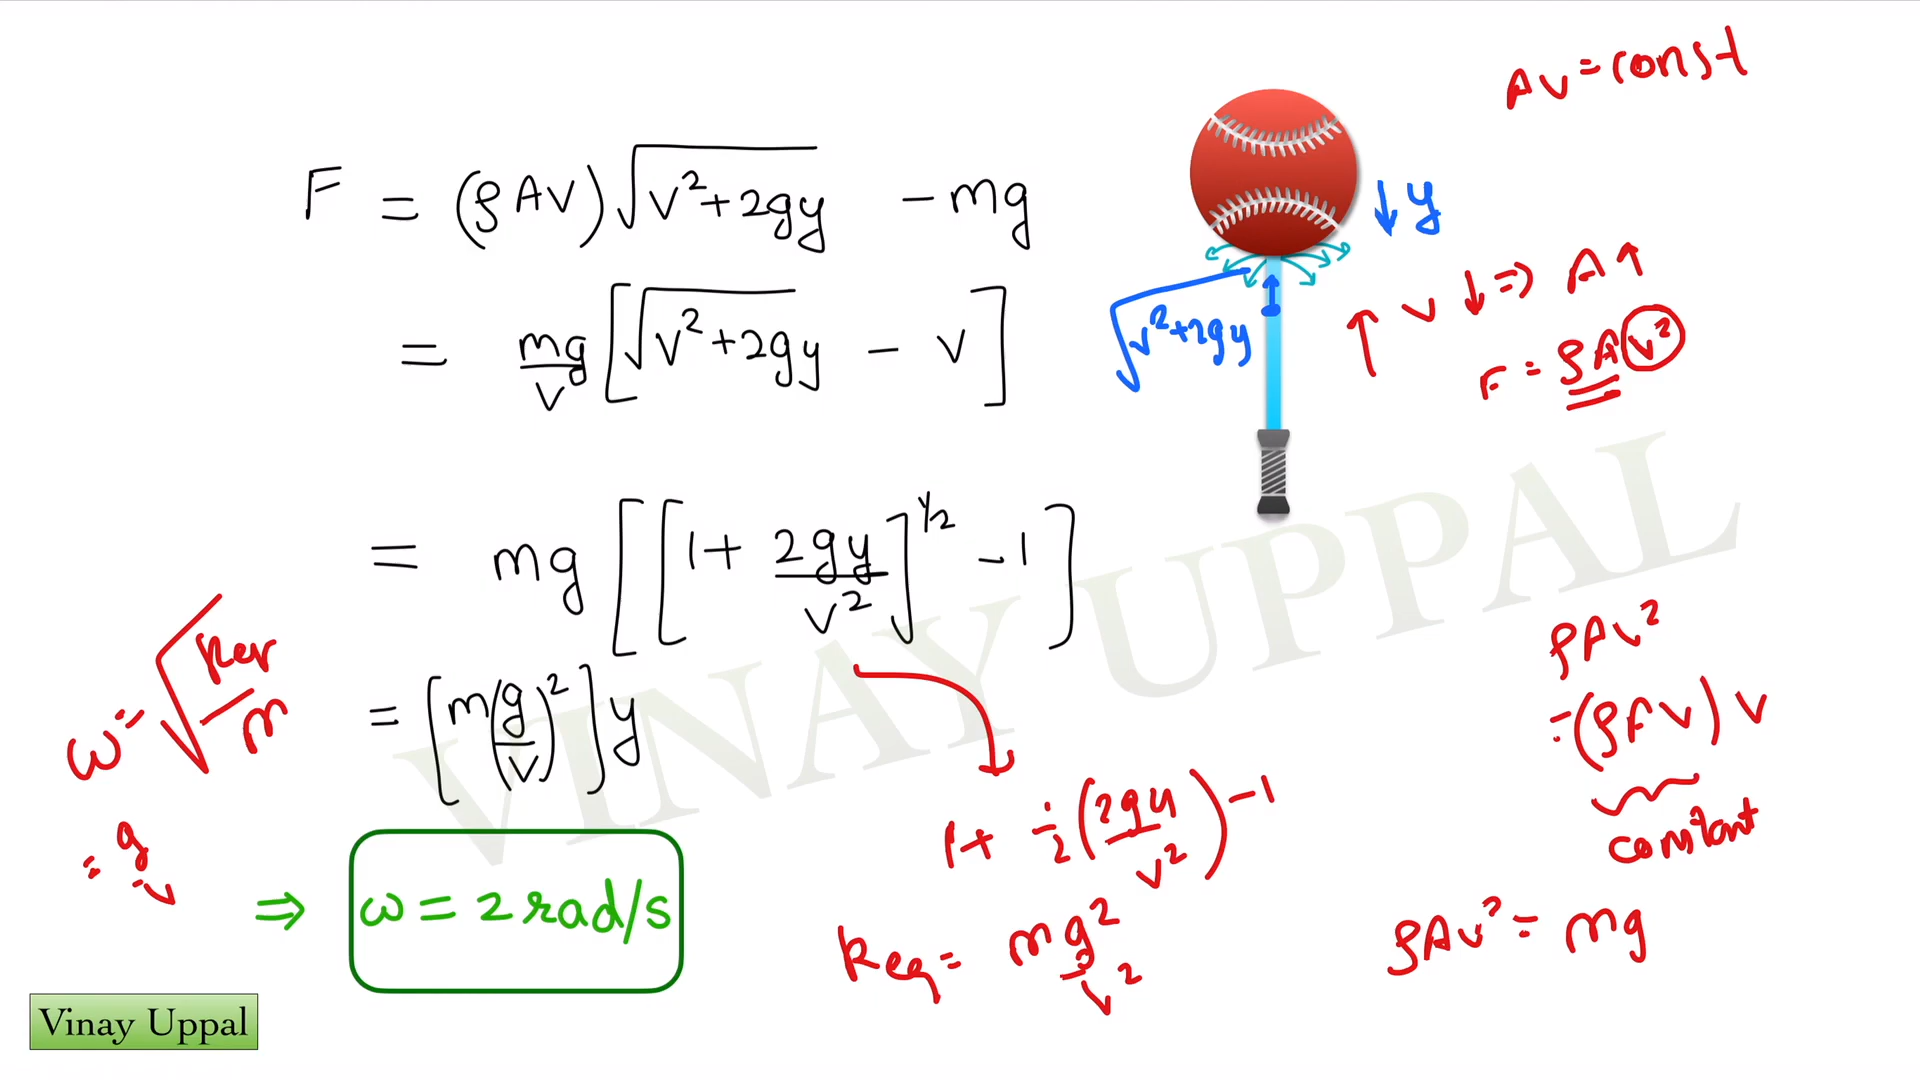 Av = const
F = (ρAV)√(v²+2gy) - mg
↓y
= mg/v [√(v²+2gy) - v]
√(v²+2gy)
↑ v ↓ ⇒ A↑
F = ρAv²
= mg[[1+ 2gy/v²]^1/2 - 1]
ω = √(keq/m)
= [m(g/v)²]y
= g/v
1 + 1/2(2gy/v²) - 1
keq = mg²/v²
⇒ ω = 2 rad/s
ρAv²
= (ρAv) v
constant
ρAv² = mg
VINAY UPPAL
Vinay Uppal